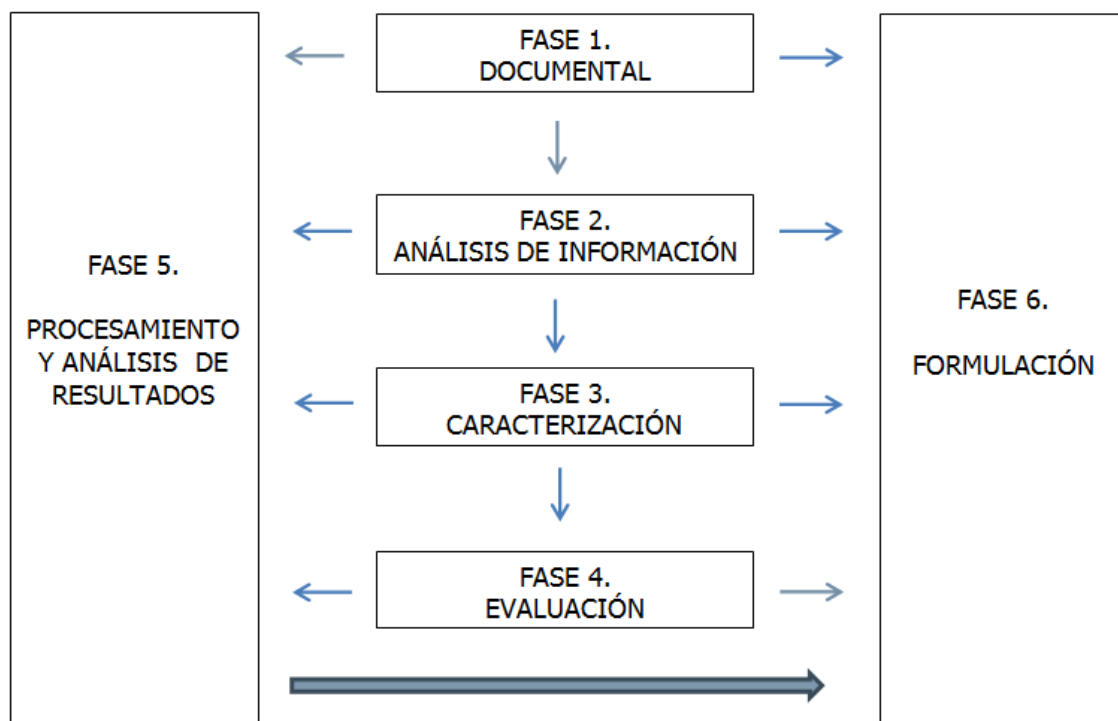 FASE 1.
DOCUMENTAL
FASE 2.
ANÁLISIS DE INFORMACIÓN
FASE 5.
PROCESAMIENTO
Y ANÁLISIS DE
RESULTADOS
FASE 6.
FORMULACIÓN
FASE 3.
CARACTERIZACIÓN
FASE 4.
EVALUACIÓN